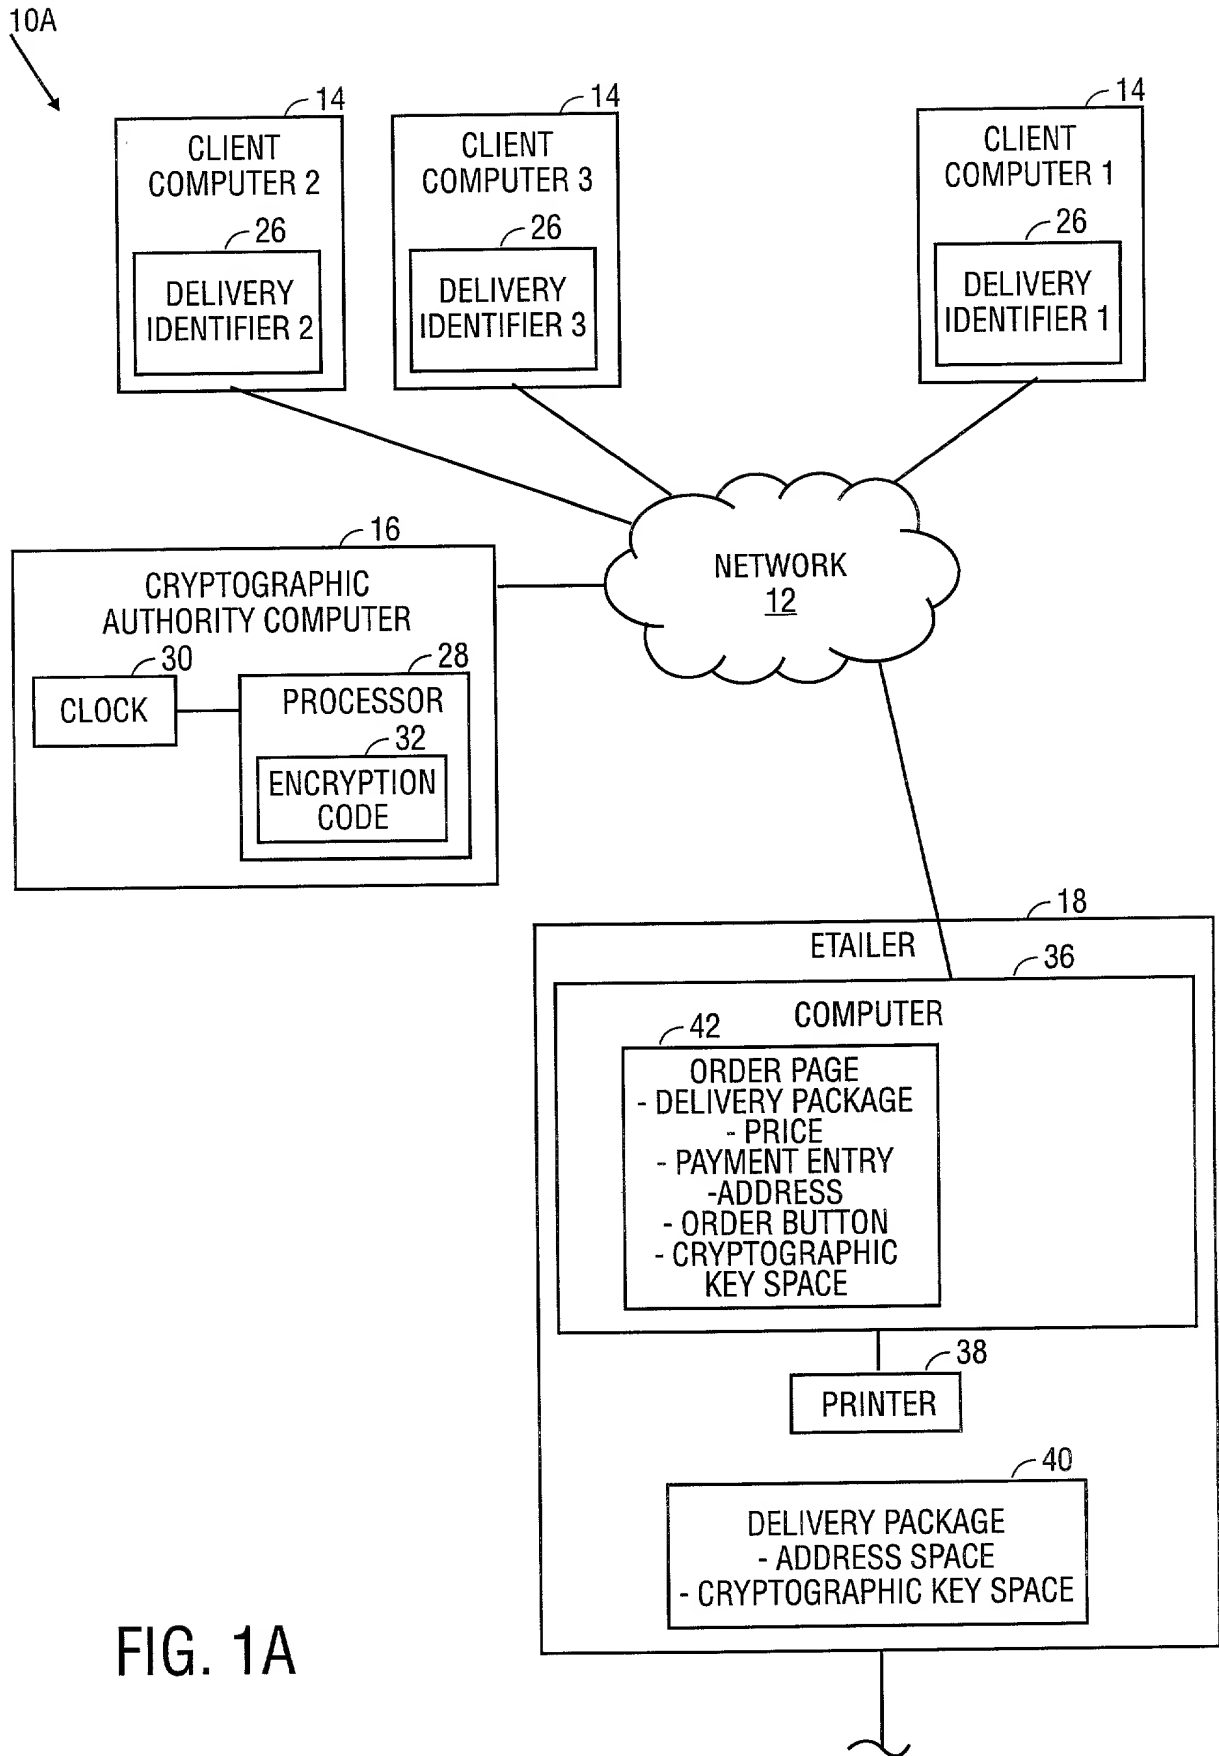 10A
14
CLIENT
COMPUTER 2
26
DELIVERY
IDENTIFIER 2
14
CLIENT
COMPUTER 3
26
DELIVERY
IDENTIFIER 3
14
CLIENT
COMPUTER 1
26
DELIVERY
IDENTIFIER 1
NETWORK
12
16
CRYPTOGRAPHIC
AUTHORITY COMPUTER
30
CLOCK
28
PROCESSOR
32
ENCRYPTION
CODE
18
ETAILER
36
COMPUTER
42
ORDER PAGE
- DELIVERY PACKAGE
- PRICE
- PAYMENT ENTRY
-ADDRESS
- ORDER BUTTON
- CRYPTOGRAPHIC
KEY SPACE
38
PRINTER
40
DELIVERY PACKAGE
- ADDRESS SPACE
- CRYPTOGRAPHIC KEY SPACE
FIG. 1A